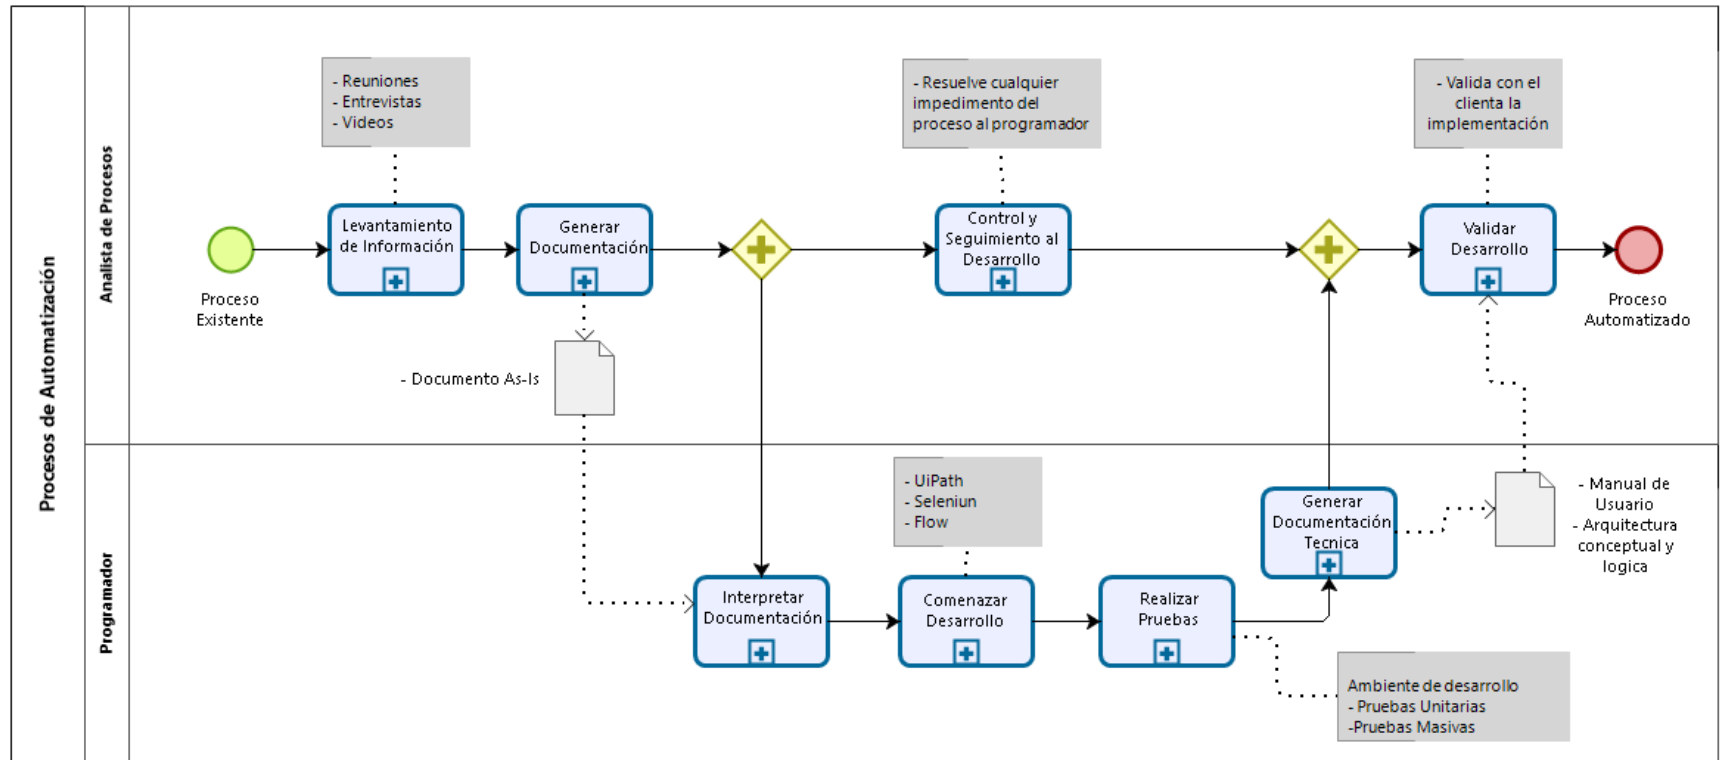 Procesos de Automatización
Analista de Procesos
- Reuniones
- Entrevistas
- Videos
- Resuelve cualquier
impedimento del
proceso al programador
- Valida con el
clienta la
implementación
Proceso
Existente
Levantamiento
de Información
Generar
Documentación
Control y
Seguimiento al
Desarrollo
Validar
Desarrollo
Proceso
Automatizado
- Documento As-Is
Programador
- UiPath
- Seleniun
- Flow
Generar
Documentación
Tecnica
- Manual de
Usuario
- Arquitectura
conceptual y
logica
Interpretar
Documentación
Comenazar
Desarrollo
Realizar
Pruebas
Ambiente de desarrollo
- Pruebas Unitarias
-Pruebas Masivas